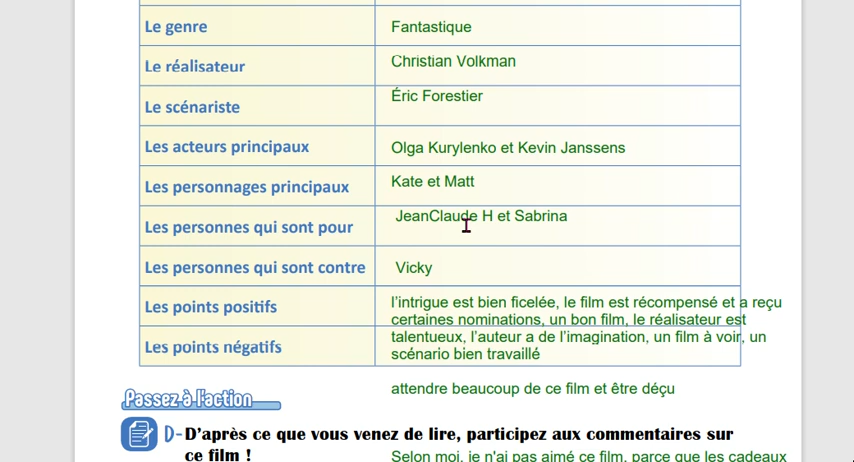 Le genre Fantastique
Le réalisateur Christian Volkman
Le scénariste Éric Forestier
Les acteurs principaux Olga Kurylenko et Kevin Janssens
Les personnages principaux Kate et Matt
Les personnes qui sont pour JeanClaude H et Sabrina
Les personnes qui sont contre Vicky
Les points positifs l'intrigue est bien ficelée, le film est récompensé et a reçu
certaines nominations, un bon film, le réalisateur est
talentueux, l'auteur a de l'imagination, un film à voir, un
Les points négatifs scénario bien travaillé
attendre beaucoup de ce film et être déçu
Passez à l'action
D- D'après ce que vous venez de lire, participez aux commentaires sur
ce film ! Selon moi, je n'ai pas aimé ce film, parce que les cadeaux